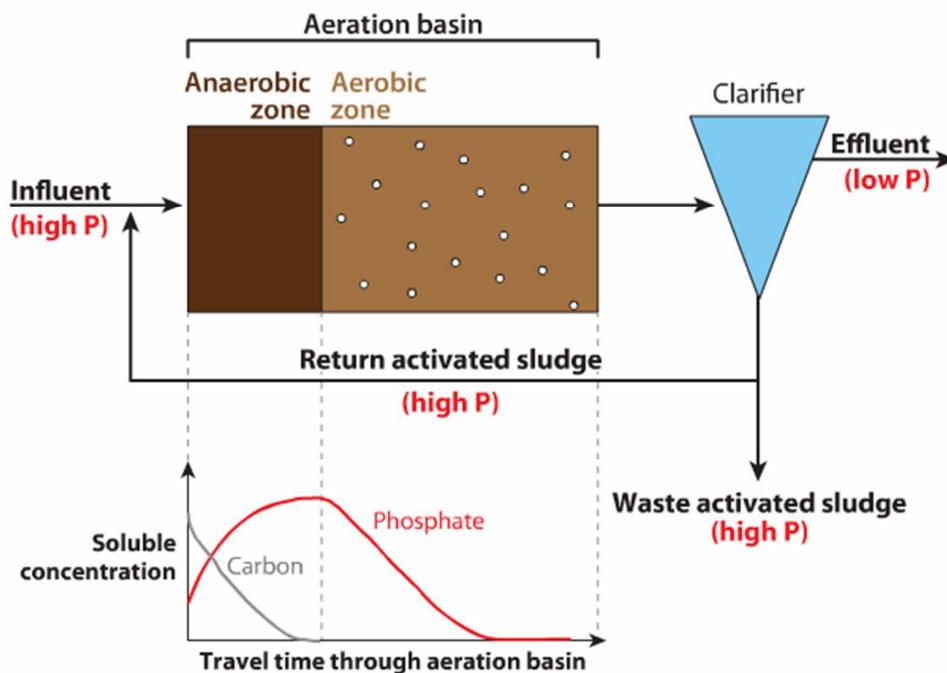 Aeration basin
Anaerobic
zone
Aerobic
zone
Clarifier
Influent
(high P)
Effluent
(low P)
Return activated sludge
(high P)
Waste activated sludge
(high P)
Soluble
concentration
Carbon
Phosphate
Travel time through aeration basin